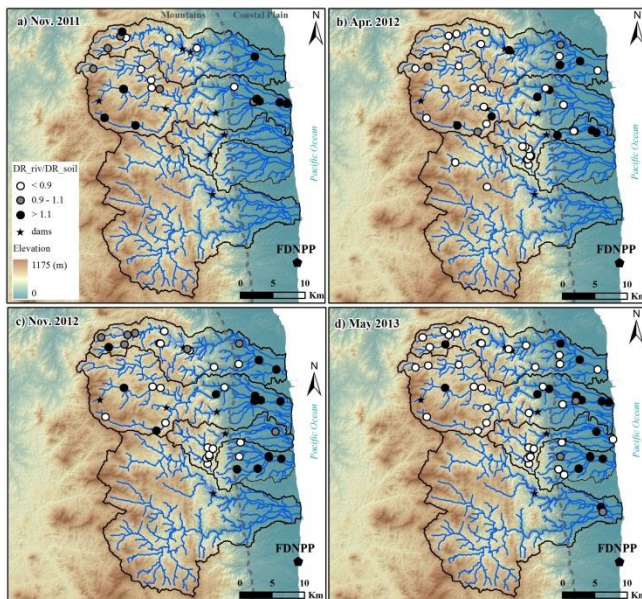 a) Nov. 2011
Mountains
Coastal Plain
N
DR_riv/DR_soil
< 0.9
0.9 - 1.1
> 1.1
dams
Elevation
1175 (m)
0
Pacific Ocean
FDNPP
0 5 10
Km
b) Apr. 2012
N
Pacific Ocean
FDNPP
0 5 10
Km
c) Nov. 2012
N
Pacific Ocean
FDNPP
0 5 10
Km
d) May 2013
N
Pacific Ocean
FDNPP
0 5 10
Km